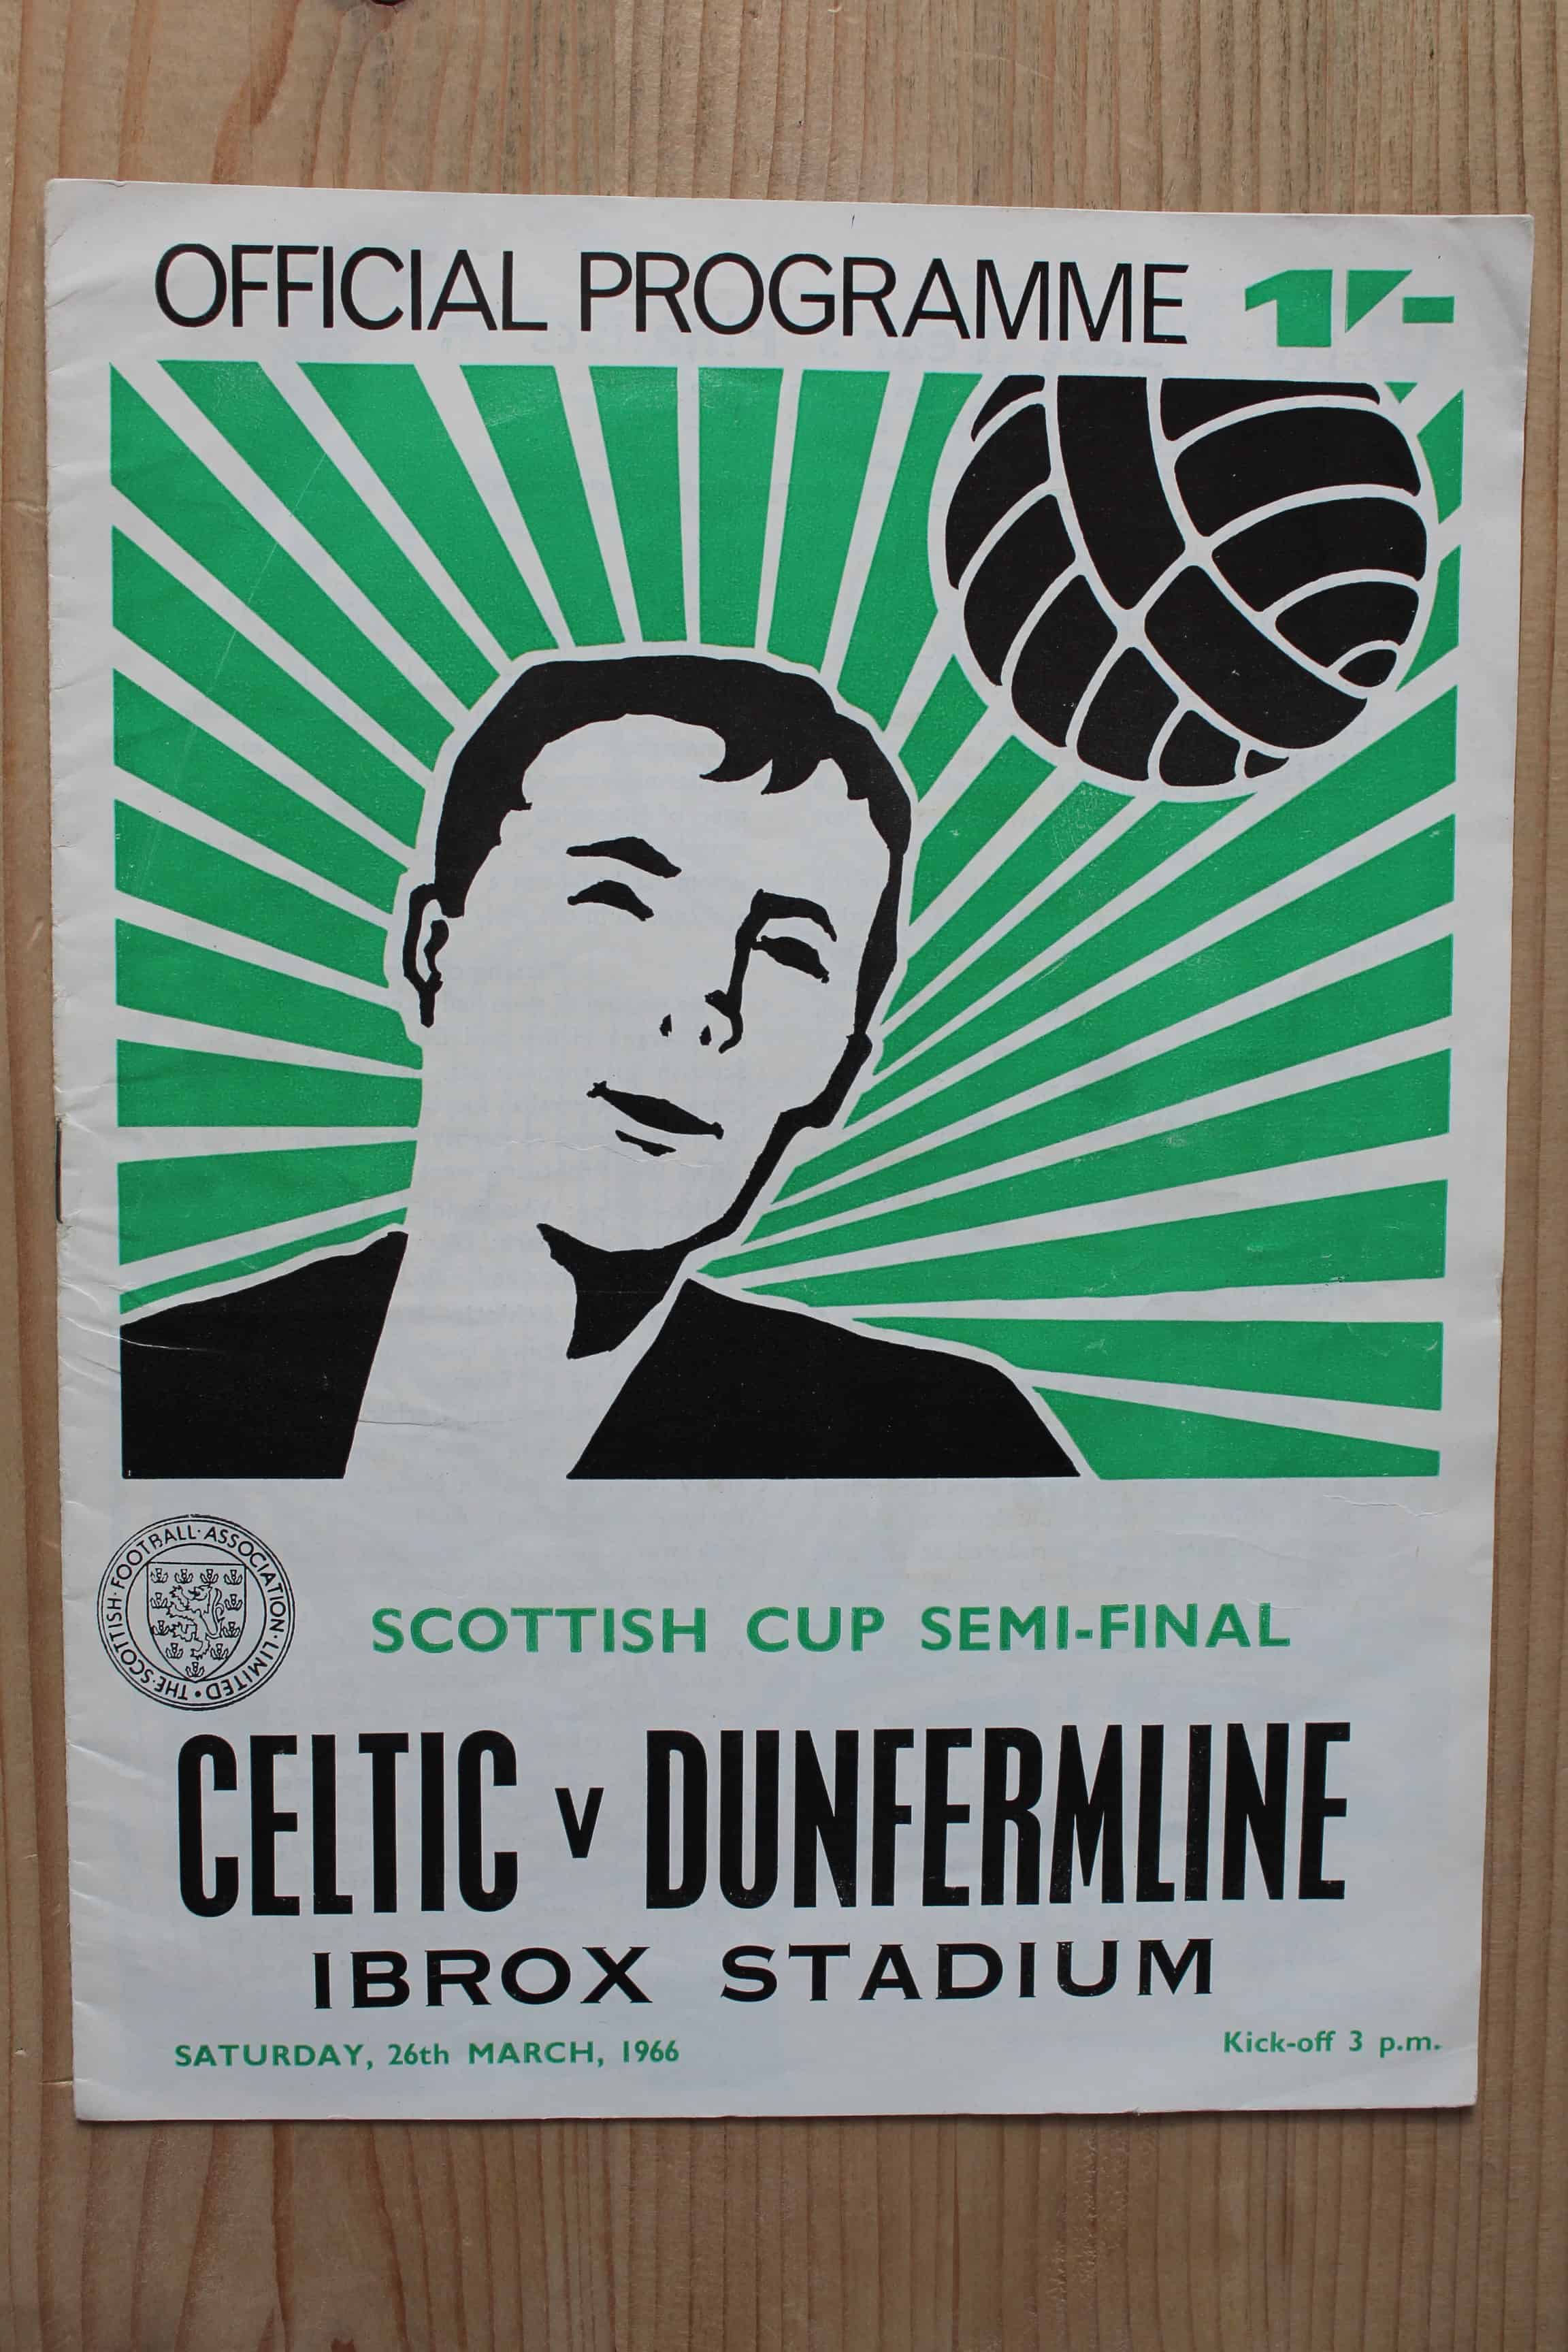 OFFICIAL PROGRAMME 1/-
THE·SCOTTISH·FOOTBALL·ASSOCIATION·LIMITED•
SCOTTISH CUP SEMI-FINAL
CELTIC v DUNFERMLINE
IBROX STADIUM
SATURDAY, 26th MARCH, 1966
Kick-off 3 p.m.